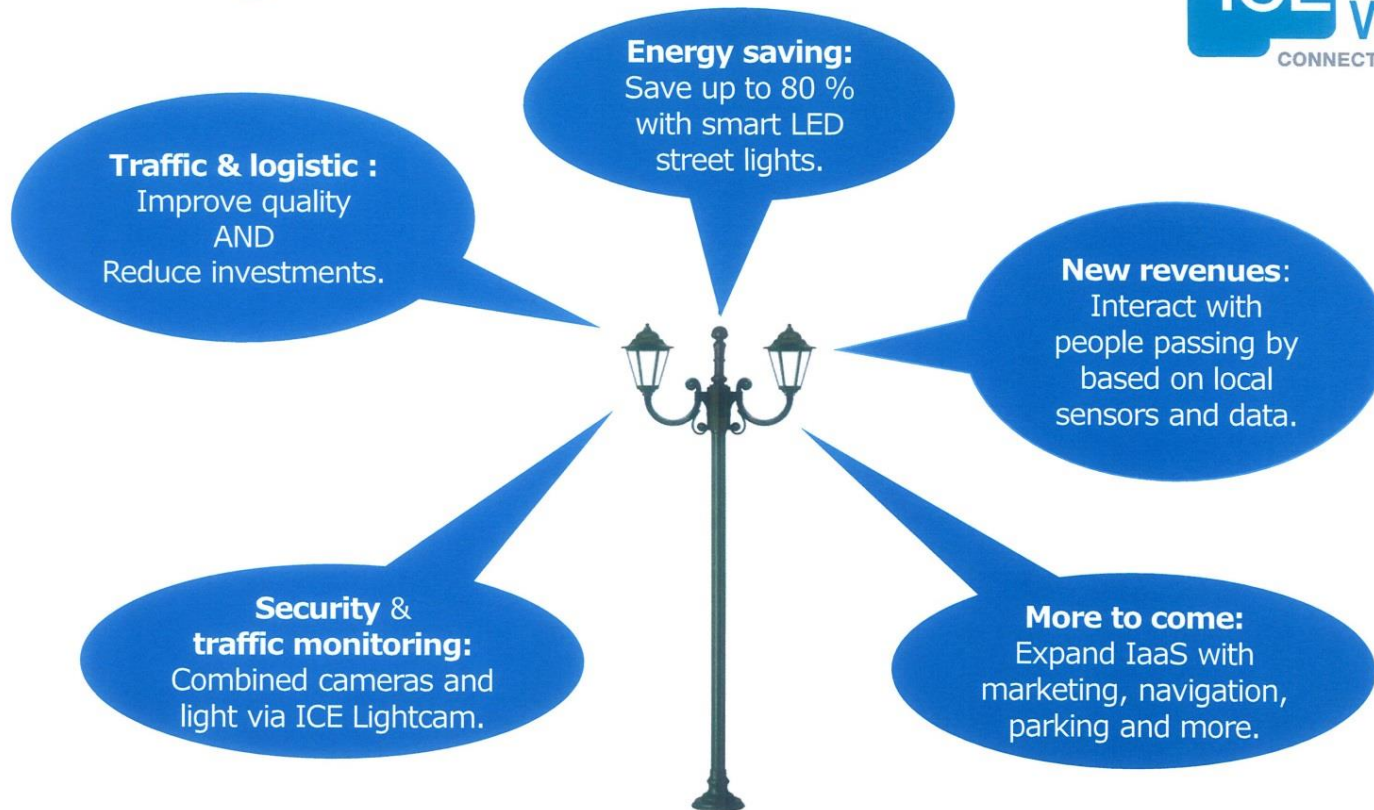 ICE
CONNECT
Energy saving:
Save up to 80 %
with smart LED
street lights.
Traffic & logistic :
Improve quality
AND
Reduce investments.
New revenues:
Interact with
people passing by
based on local
sensors and data.
Security &
traffic monitoring:
Combined cameras and
light via ICE Lightcam.
More to come:
Expand IaaS with
marketing, navigation,
parking and more.